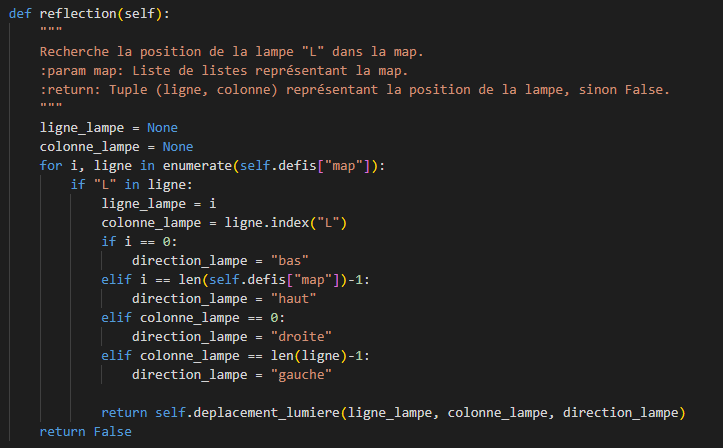 def reflection(self):
    """
    Recherche la position de la lampe "L" dans la map.
    :param map: Liste de listes représentant la map.
    :return: Tuple (ligne, colonne) représentant la position de la lampe, sinon False.
    """
    ligne_lampe = None
    colonne_lampe = None
    for i, ligne in enumerate(self.defis["map"]):
        if "L" in ligne:
            ligne_lampe = i
            colonne_lampe = ligne.index("L")
            if i == 0:
                direction_lampe = "bas"
            elif i == len(self.defis["map"])-1:
                direction_lampe = "haut"
            elif colonne_lampe == 0:
                direction_lampe = "droite"
            elif colonne_lampe == len(ligne)-1:
                direction_lampe = "gauche"

            return self.deplacement_lumiere(ligne_lampe, colonne_lampe, direction_lampe)
    return False